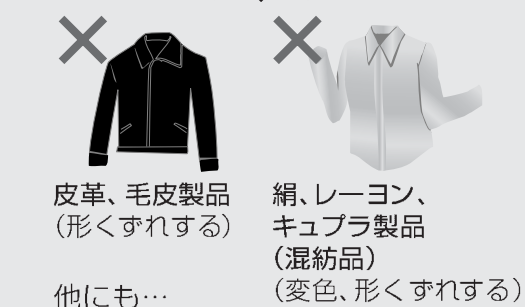 皮革、毛皮製品
（形くずれする）
他にも…
絹、レーヨン、
キュプラ製品
（混紡品）
（変色、形くずれする）